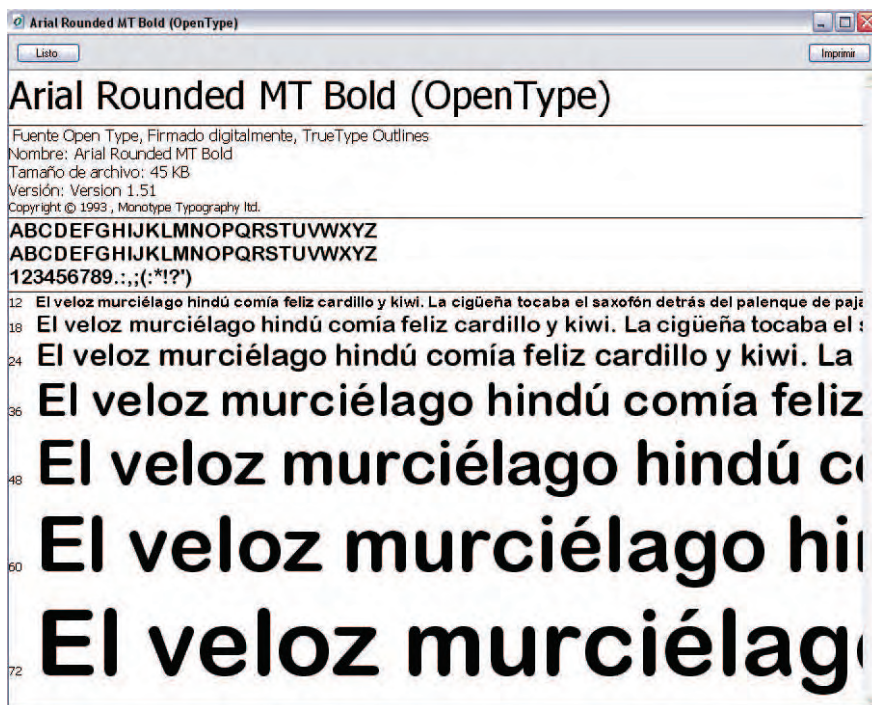 Arial Rounded MT Bold (OpenType)
Listo Imprimir
Arial Rounded MT Bold (OpenType)
Fuente Open Type, Firmado digitalmente, TrueType Outlines
Nombre: Arial Rounded MT Bold
Tamaño de archivo: 45 KB
Versión: Version 1.51
Copyright © 1993 , Monotype Typography ltd.
ABCDEFGHIJKLMNOPQRSTUVWXYZ
ABCDEFGHIJKLMNOPQRSTUVWXYZ
123456789.:,;(:*!?')
12 El veloz murciélago hindú comía feliz cardillo y kiwi. La cigüeña tocaba el saxofón detrás del palenque de paja
18 El veloz murciélago hindú comía feliz cardillo y kiwi. La cigüeña tocaba el
24 El veloz murciélago hindú comía feliz cardillo y kiwi. La
36 El veloz murciélago hindú comía feliz
48 El veloz murciélago hindú
60 El veloz murciélago
72 El veloz